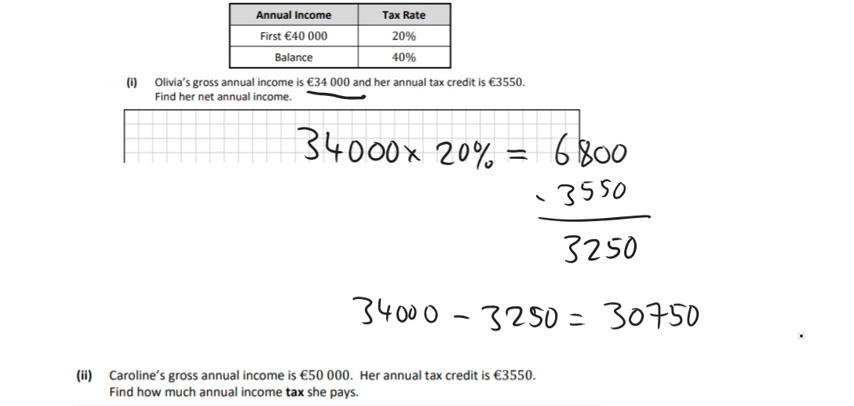 Annual Income Tax Rate
First €40 000 20%
Balance 40%
(i) Olivia's gross annual income is €34 000 and her annual tax credit is €3550.
Find her net annual income.
34000 x 20% = 6800
- 3550
3250
34000 - 3250 = 30750
(ii) Caroline's gross annual income is €50 000. Her annual tax credit is €3550.
Find how much annual income tax she pays.